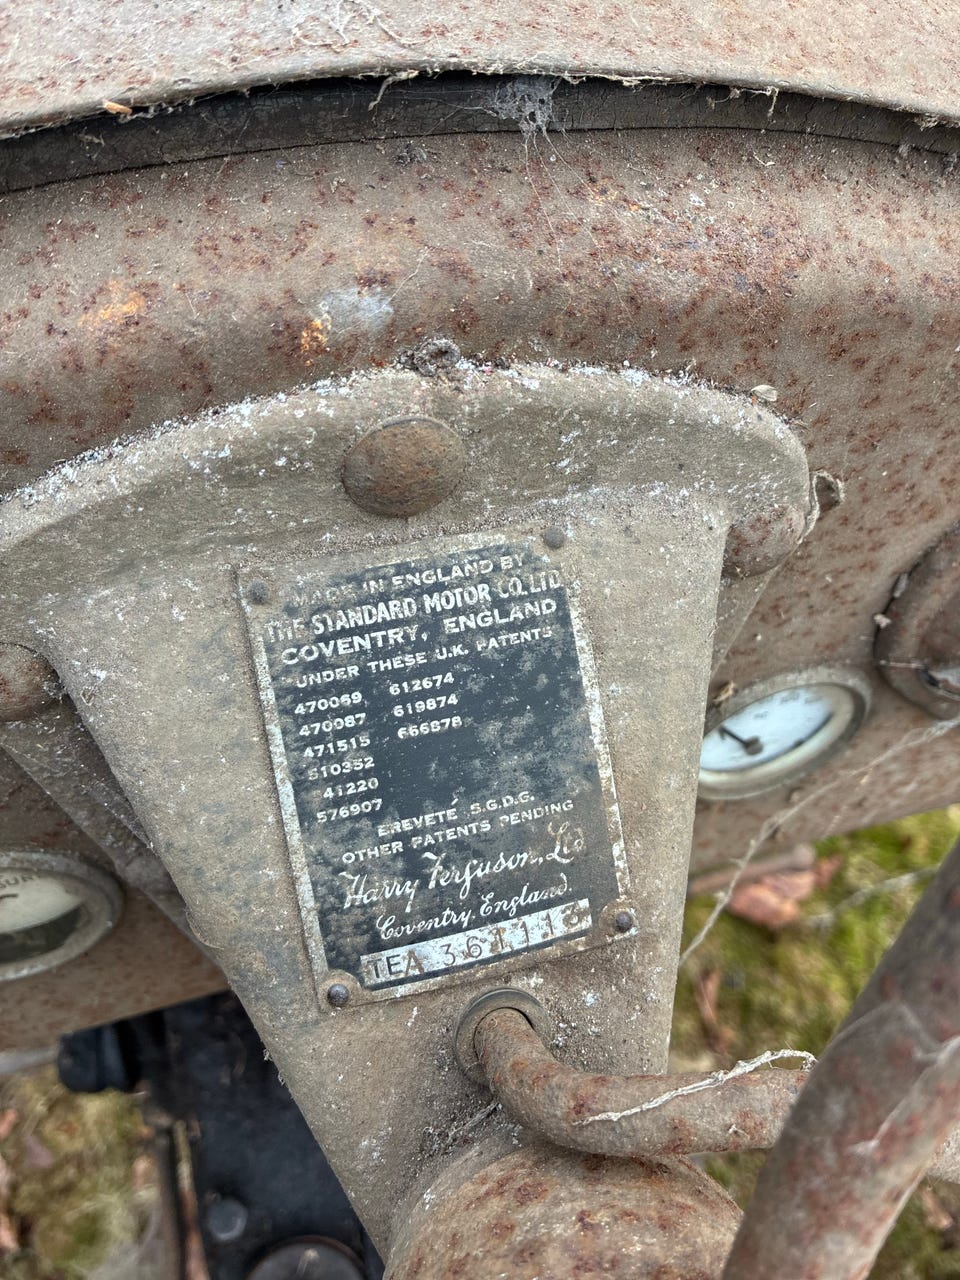 MADE IN ENGLAND BY
THE STANDARD MOTOR CO. LTD
COVENTRY, ENGLAND
UNDER THESE U.K. PATENTS
470069 612674
470087 619874
471515 666878
510352
41220
576907
BREVETÉ S.G.D.G.
OTHER PATENTS PENDING
Harry Ferguson, Ltd
Coventry, England.
TEA